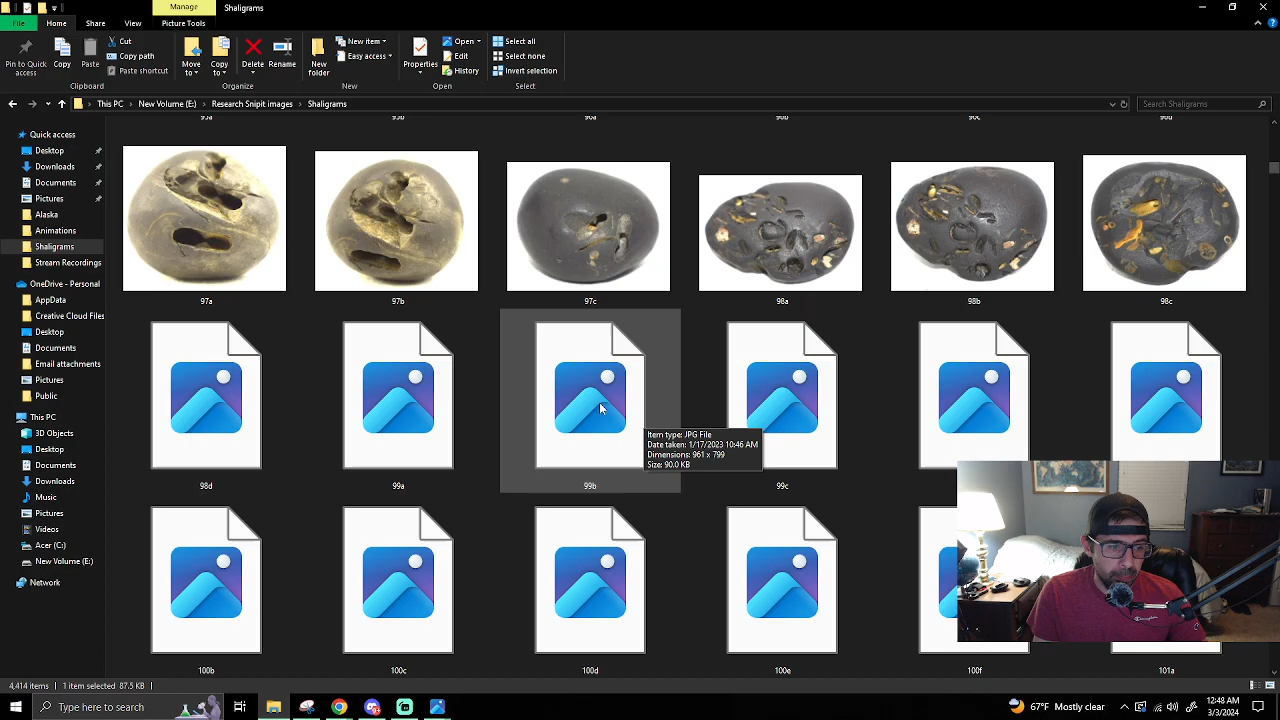 Manage
Shaligrams
File
Home
Share
View
Picture Tools
Pin to Quick access
Copy
Paste
Cut
Copy path
Paste shortcut
Clipboard
Move to
Copy to
Delete
Rename
Organize
New folder
New item
Easy access
New
Properties
Open
Edit
History
Open
Select all
Select none
Invert selection
Select
This PC > New Volume (E:) > Research Snipit images > Shaligrams
Search Shaligrams
Quick access
Desktop
Downloads
Documents
Pictures
Alaska
Animations
Shaligrams
Stream Recordings
OneDrive - Personal
AppData
Creative Cloud Files
Desktop
Documents
Email attachments
Pictures
Public
This PC
3D Objects
Desktop
Documents
Downloads
Music
Pictures
Videos
Acer (C:)
New Volume (E:)
Network
97a 97b 97c 98a 98b 98c
98d 99a 99b 99c
Item type: JPG File
Date taken: 1/17/2023 10:46 AM
Dimensions: 961 x 799
Size: 90.0 KB
100b 100c 100d 100e 100f 101a
4,414 items 1 item selected 87.5 KB
Type here to search
67°F Mostly clear
12:48 AM
3/3/2024